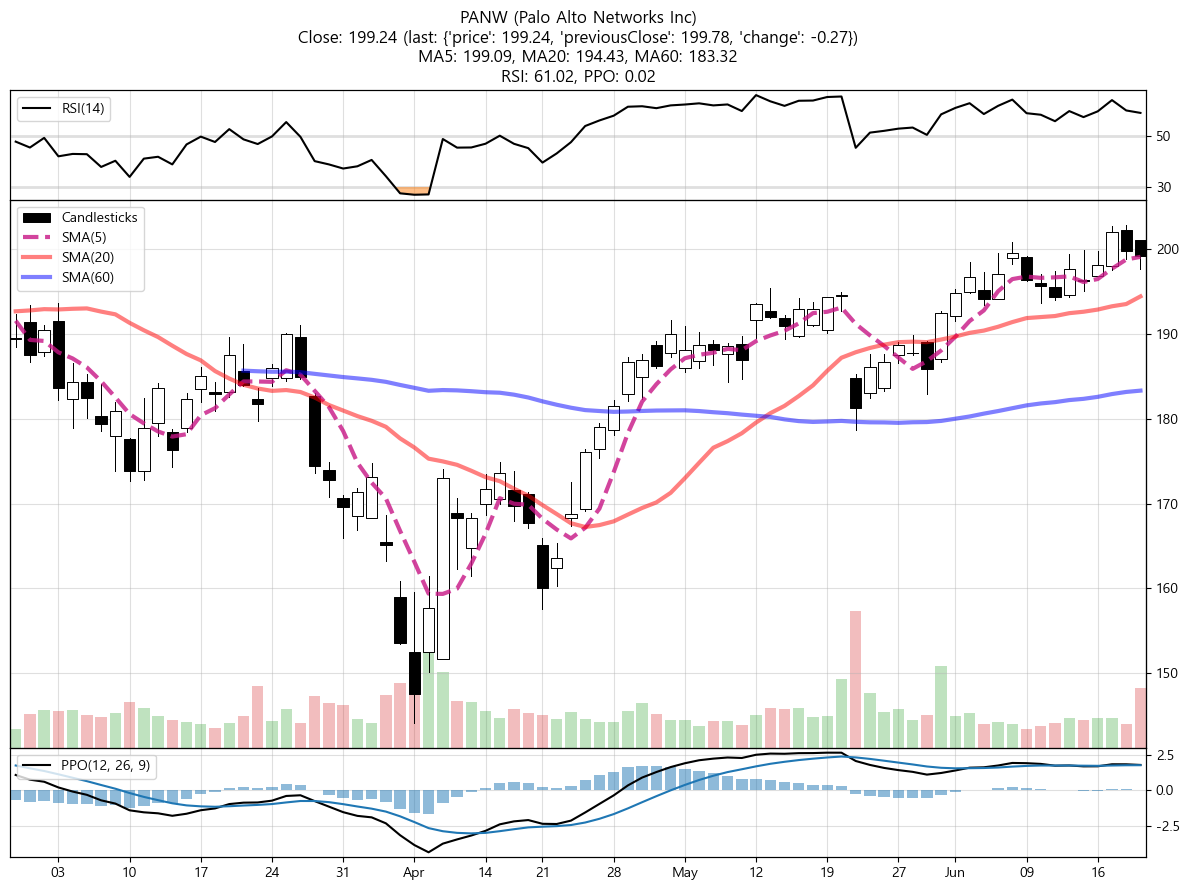 PANW (Palo Alto Networks Inc)
Close: 199.24 (last: {'price': 199.24, 'previousClose': 199.78, 'change': -0.27})
MA5: 199.09, MA20: 194.43, MA60: 183.32
RSI: 61.02, PPO: 0.02
RSI(14)
50
30
Candlesticks
SMA(5)
SMA(20)
SMA(60)
200
190
180
170
160
150
PPO(12, 26, 9)
2.5
0.0
-2.5
03 10 17 24 31 Apr 14 21 28 May 12 19 27 Jun 09 16